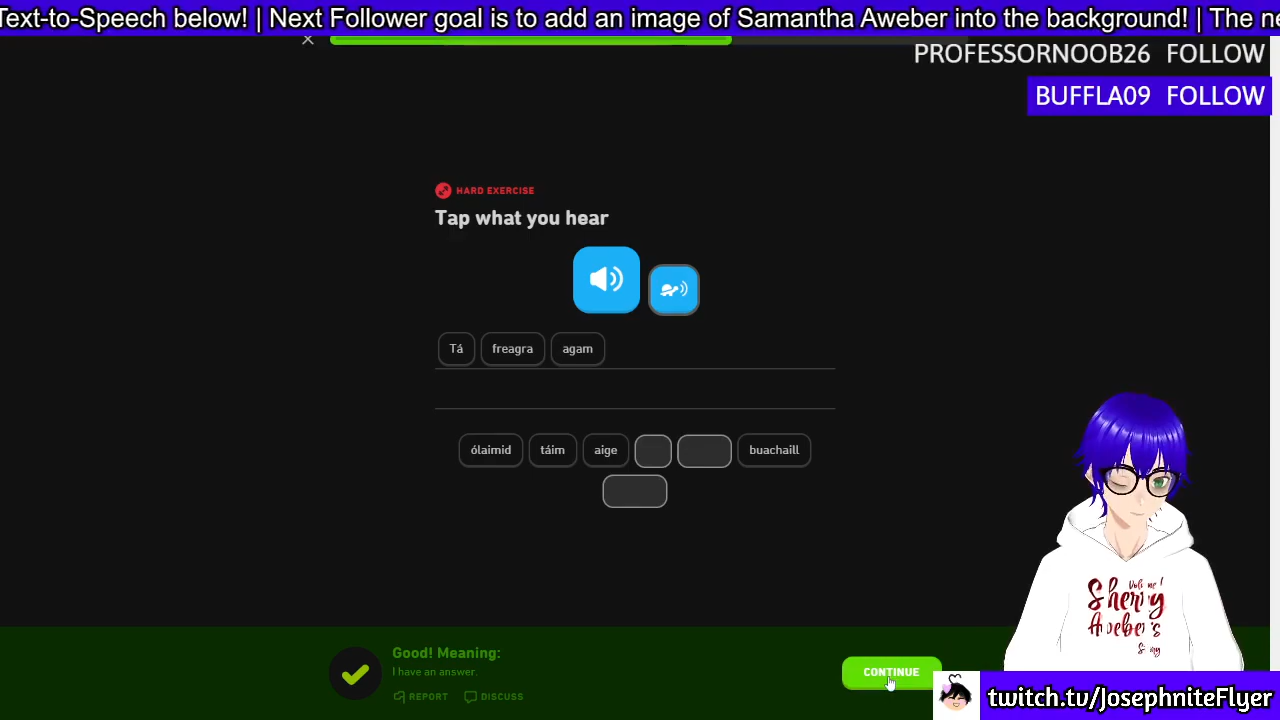 Text-to-Speech below! | Next Follower goal is to add an image of Samantha Aweber into the background! | The ne
PROFESSORNOOB26 FOLLOW
BUFFLA09 FOLLOW
HARD EXERCISE
Tap what you hear
Tá freagra agam
ólaimid táim aige buachaill
Good! Meaning:
I have an answer.
REPORT DISCUSS
CONTINUE
Sherry
Aweber's
twitch.tv/JosephniteFlyer